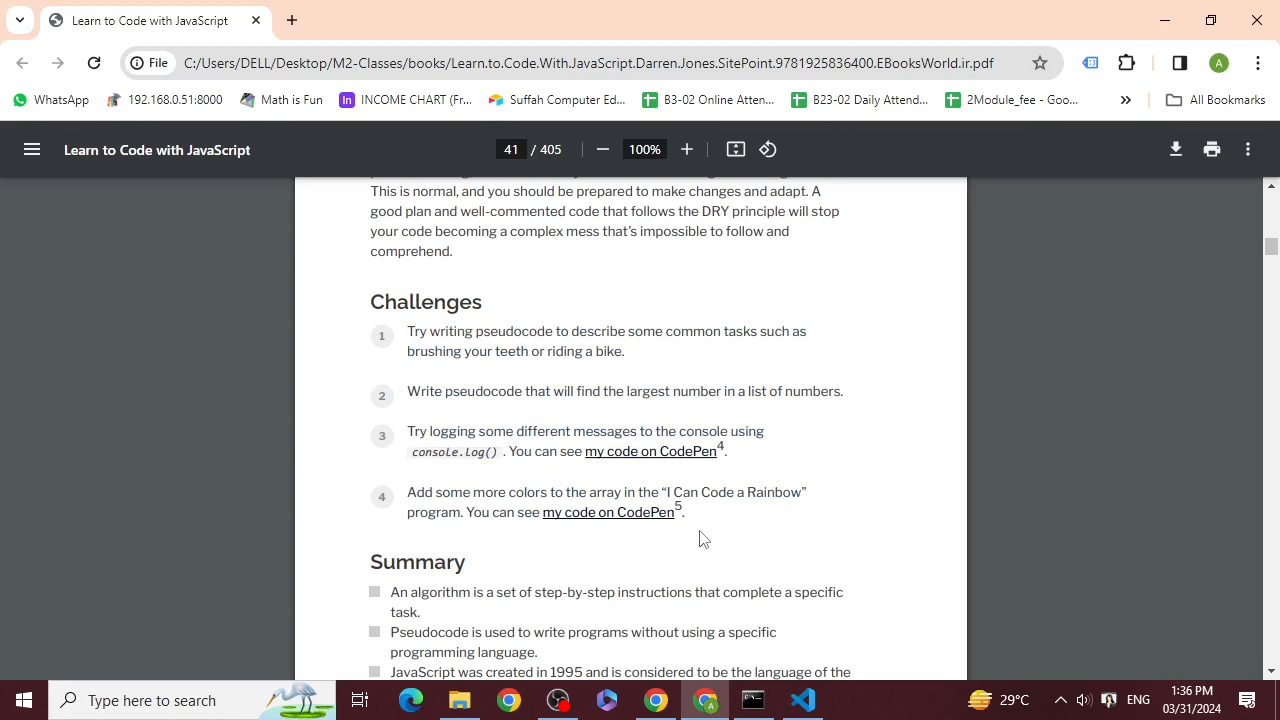 Learn to Code with JavaScript
File
C:/Users/DELL/Desktop/M2-Classes/books/Learn.to.Code.With.JavaScript.Darren.Jones.SitePoint.9781925836400.EBooksWorld.ir.pdf
A
WhatsApp
192.168.0.51:8000
Math is Fun
In INCOME CHART (Fr...
Suffah Computer Ed...
B3-02 Online Atten...
B23-02 Daily Attend...
2Module_fee - Goo...
All Bookmarks
Learn to Code with JavaScript
41 / 405
100%
This is normal, and you should be prepared to make changes and adapt. A
good plan and well-commented code that follows the DRY principle will stop
your code becoming a complex mess that's impossible to follow and
comprehend.
Challenges
1 Try writing pseudocode to describe some common tasks such as
brushing your teeth or riding a bike.
2 Write pseudocode that will find the largest number in a list of numbers.
3 Try logging some different messages to the console using
console.log() . You can see my code on CodePen4.
4 Add some more colors to the array in the “I Can Code a Rainbow”
program. You can see my code on CodePen5.
Summary
An algorithm is a set of step-by-step instructions that complete a specific
task.
Pseudocode is used to write programs without using a specific
programming language.
JavaScript was created in 1995 and is considered to be the language of the
Type here to search
A
29°C
ENG
1:36 PM
03/31/2024